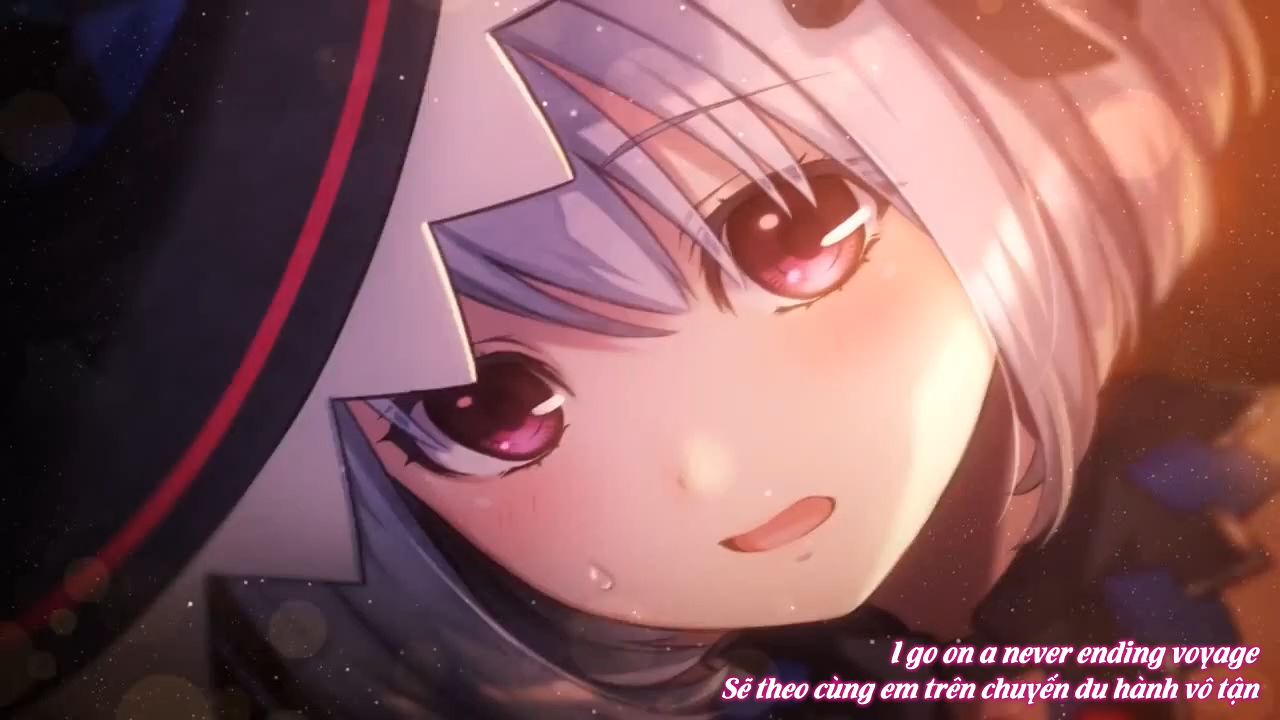 I go on a never ending voyage
Sẽ theo cùng em trên chuyến du hành vô tận